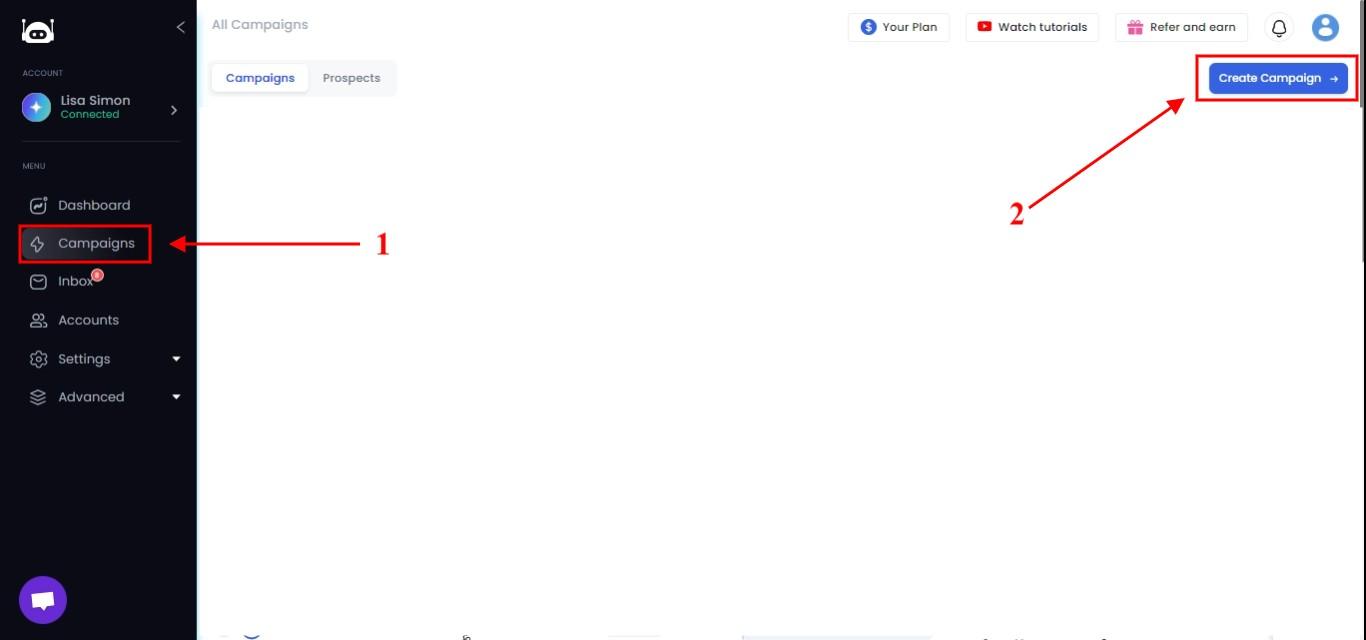 All Campaigns
Your Plan
Watch tutorials
Refer and earn
ACCOUNT
Lisa Simon
Connected
Campaigns
Prospects
Create Campaign →
MENU
Dashboard
Campaigns
1
2
Inbox
Accounts
Settings
Advanced